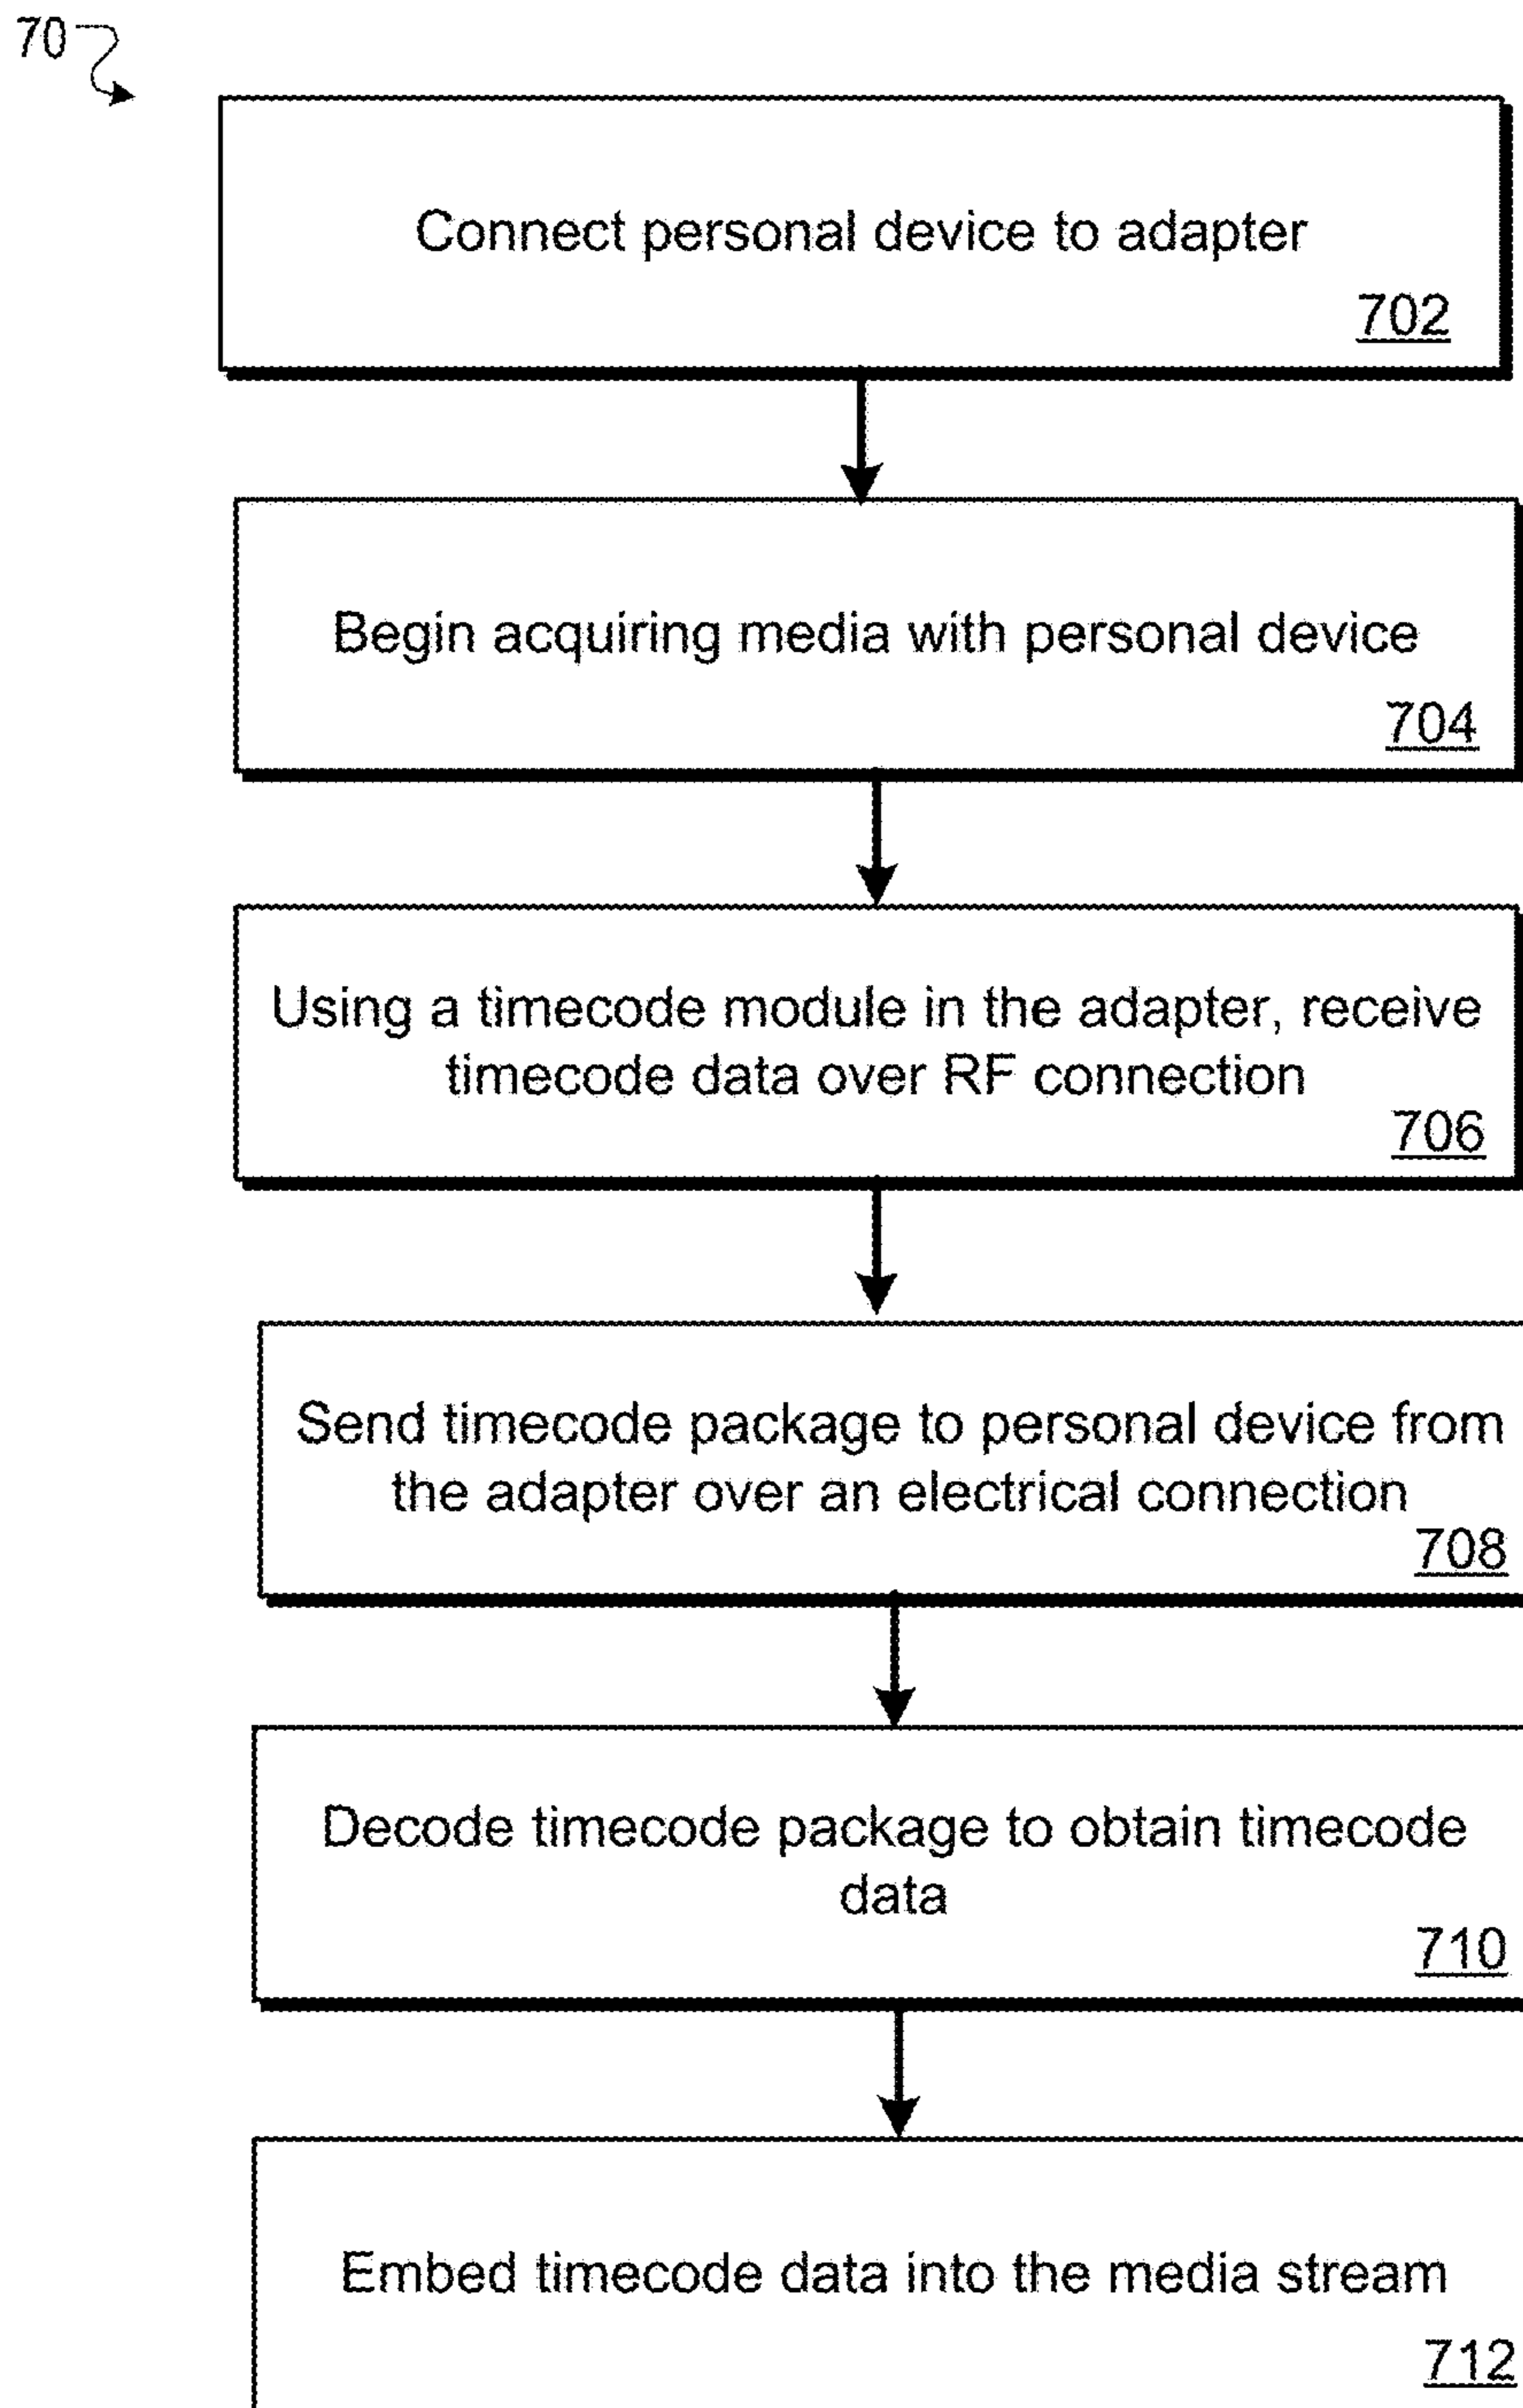 70
Connect personal device to adapter
702
Begin acquiring media with personal device
704
Using a timecode module in the adapter, receive
timecode data over RF connection
706
Send timecode package to personal device from
the adapter over an electrical connection
708
Decode timecode package to obtain timecode
data
710
Embed timecode data into the media stream
712